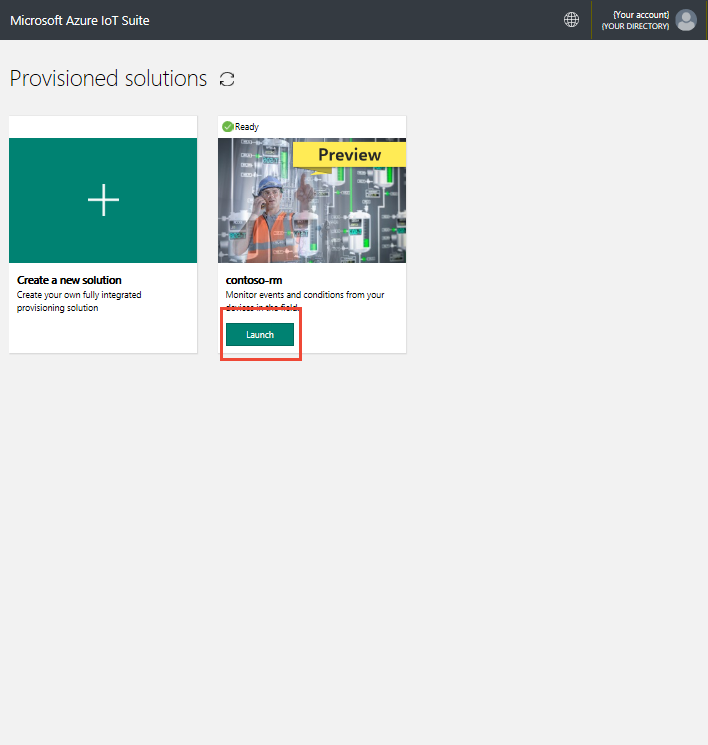 Microsoft Azure IoT Suite
{Your account}
{YOUR DIRECTORY}
Provisioned solutions
Ready
Preview
Create a new solution
Create your own fully integrated
provisioning solution
contoso-rm
Monitor events and conditions from your
devices in the field.
Launch